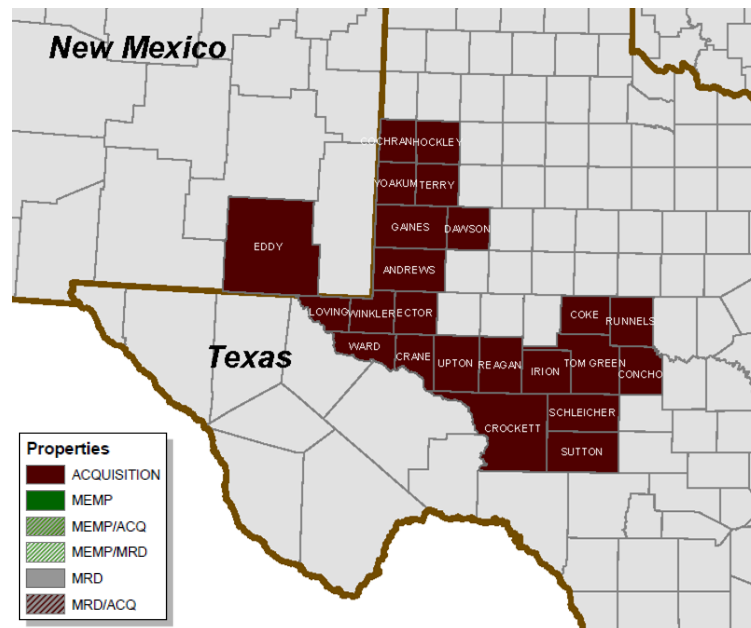 New Mexico
COCHRAN HOCKLEY
YOAKUM TERRY
EDDY
GAINES DAWSON
ANDREWS
LOVING WINKLER ECTOR
COKE RUNNELS
Texas
WARD CRANE UPTON REAGAN IRION TOM GREEN CONCHO
CROCKETT SCHLEICHER
SUTTON
Properties
ACQUISITION
MEMP
MEMP/ACQ
MEMP/MRD
MRD
MRD/ACQ